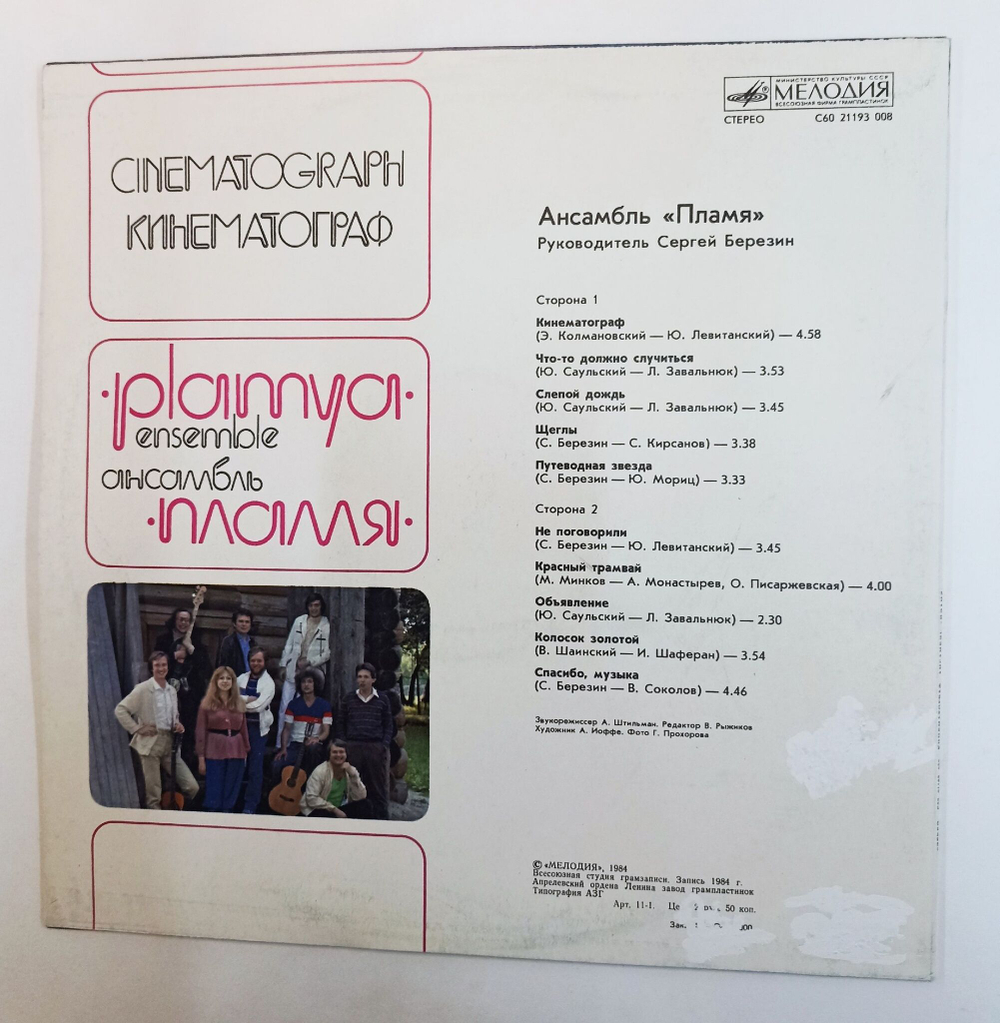 CINEMATOGRAPH
КИНЕМАТОГРАФ
·plamya·
ensemble
ансамбль
·пламя·
МИНИСТЕРСТВО КУЛЬТУРЫ СССР
МЕЛОДИЯ
ВСЕСОЮЗНАЯ ФИРМА ГРАМПЛАСТИНОК
СТЕРЕО С60 21193 008
Ансамбль «Пламя»
Руководитель Сергей Березин
Сторона 1
Кинематограф
(Э. Колмановский — Ю. Левитанский) — 4.58
Что-то должно случиться
(Ю. Саульский — Л. Завальнюк) — 3.53
Слепой дождь
(Ю. Саульский — Л. Завальнюк) — 3.45
Щеглы
(С. Березин — С. Кирсанов) — 3.38
Путеводная звезда
(С. Березин — Ю. Мориц) — 3.33
Сторона 2
Не поговорили
(С. Березин — Ю. Левитанский) — 3.45
Красный трамвай
(М. Минков — А. Монастырев, О. Писаржевская) — 4.00
Объявление
(Ю. Саульский — Л. Завальнюк) — 2.30
Колосок золотой
(В. Шаинский — И. Шаферан) — 3.54
Спасибо, музыка
(С. Березин — В. Соколов) — 4.46
Звукорежиссер А. Штильман. Редактор В. Рыжиков
Художник А. Иоффе. Фото Г. Прохорова
© «МЕЛОДИЯ», 1984
Всесоюзная студия грамзаписи. Запись 1984 г.
Апрелевский ордена Ленина завод грампластинок
Типография АЗГ
Арт. 11-1. 50 коп.
Зак.